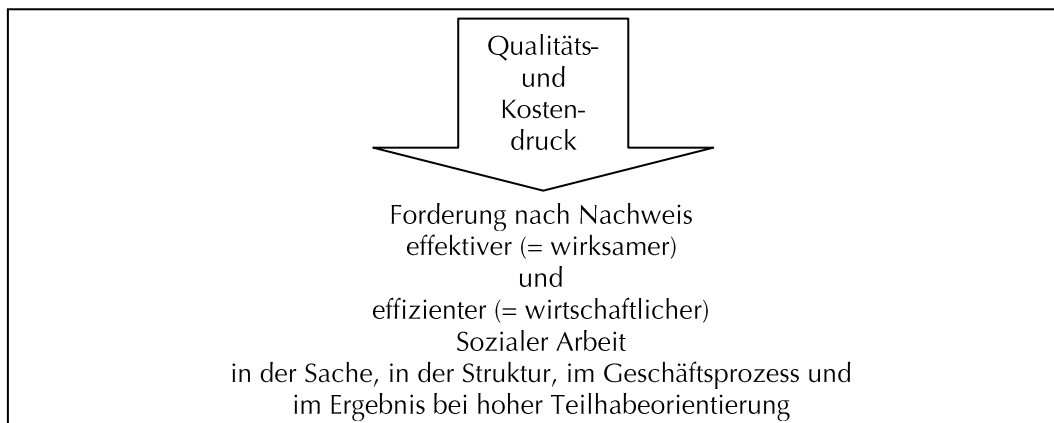 Qualitäts-
und
Kosten-
druck
Forderung nach Nachweis
effektiver (= wirksamer)
und
effizienter (= wirtschaftlicher)
Sozialer Arbeit
in der Sache, in der Struktur, im Geschäftsprozess und
im Ergebnis bei hoher Teilhabeorientierung